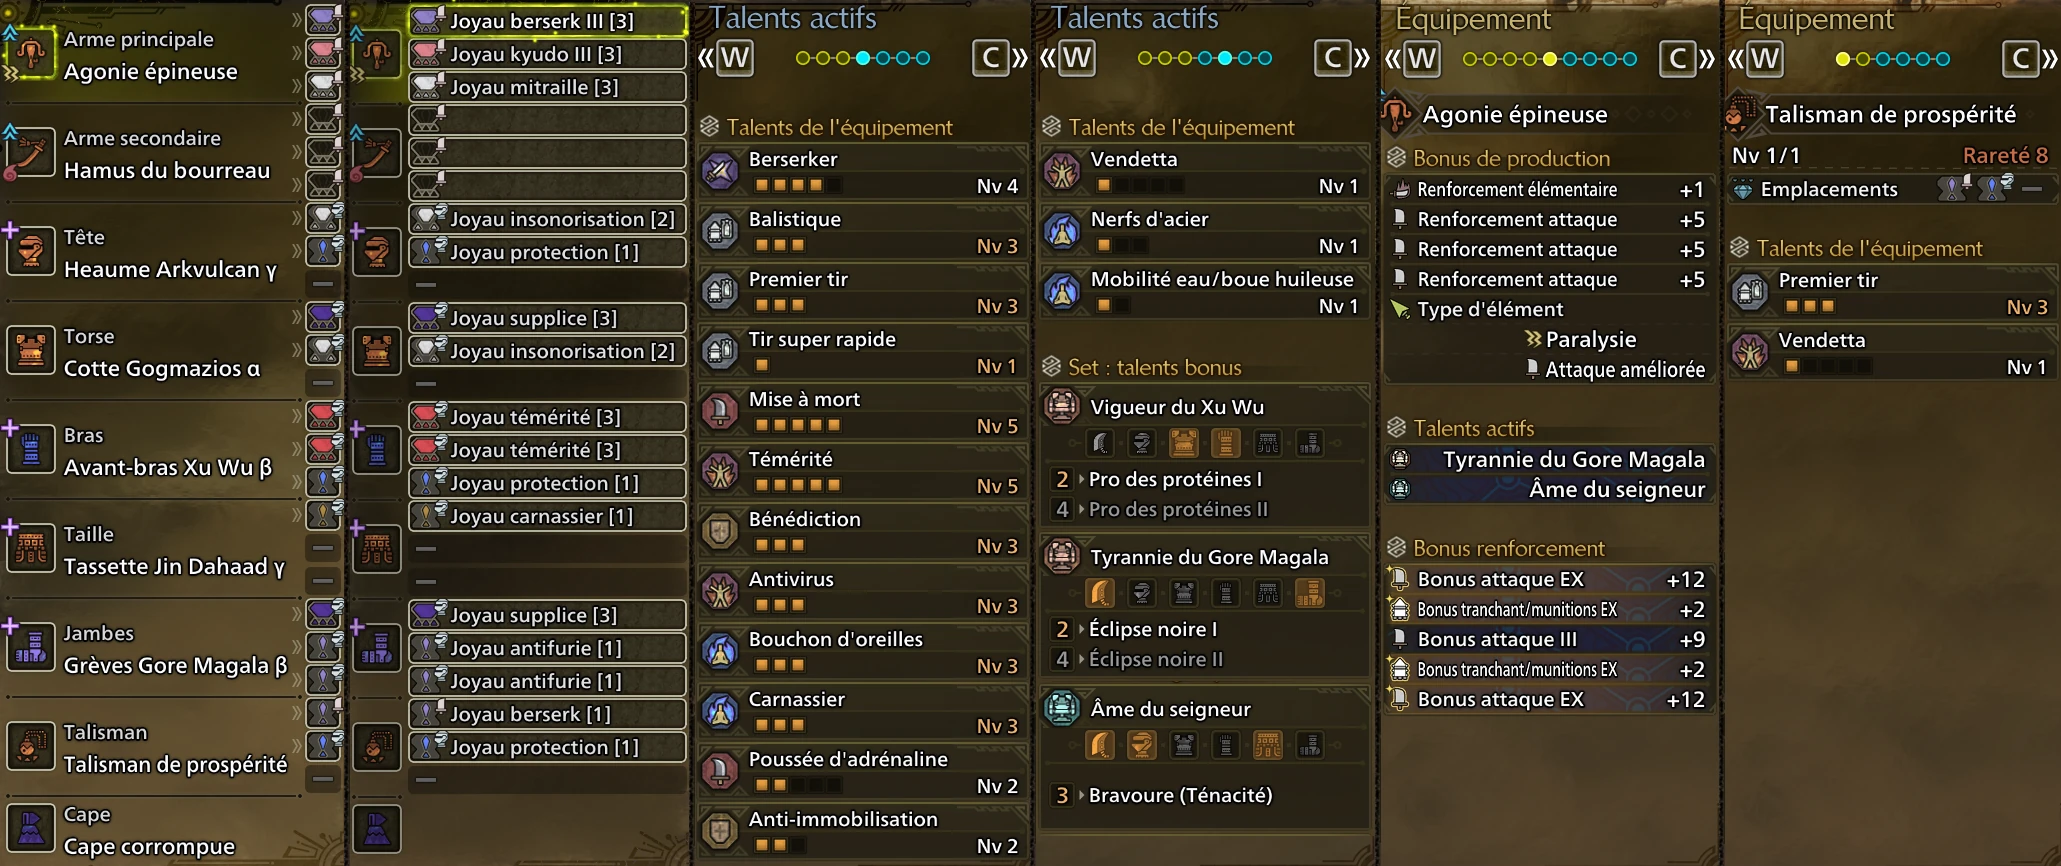 Arme principale
Agonie épineuse
Arme secondaire
Hamus du bourreau
Tête
Heaume Arkvulcan γ
Torse
Cotte Gogmazios α
Bras
Avant-bras Xu Wu β
Taille
Tassette Jin Dahaad γ
Jambes
Grèves Gore Magala β
Talisman
Talisman de prospérité
Cape
Cape corrompue
Joyau berserk III [3]
Joyau kyudo III [3]
Joyau mitraille [3]
Joyau insonorisation [2]
Joyau protection [1]
Joyau supplice [3]
Joyau insonorisation [2]
Joyau témérité [3]
Joyau témérité [3]
Joyau protection [1]
Joyau carnassier [1]
Joyau supplice [3]
Joyau antifurie [1]
Joyau antifurie [1]
Joyau berserk [1]
Joyau protection [1]
Talents actifs
W C
Talents de l'équipement
Berserker
Nv 4
Balistique
Nv 3
Premier tir
Nv 3
Tir super rapide
Nv 1
Mise à mort
Nv 5
Témérité
Nv 5
Bénédiction
Nv 3
Antivirus
Nv 3
Bouchon d'oreilles
Nv 3
Carnassier
Nv 3
Poussée d'adrénaline
Nv 2
Anti-immobilisation
Nv 2
Talents actifs
W C
Talents de l'équipement
Vendetta
Nv 1
Nerfs d'acier
Nv 1
Mobilité eau/boue huileuse
Nv 1
Set : talents bonus
Vigueur du Xu Wu
2 Pro des protéines I
4 Pro des protéines II
Tyrannie du Gore Magala
2 Éclipse noire I
4 Éclipse noire II
Âme du seigneur
3 Bravoure (Ténacité)
Équipement
W C
Agonie épineuse
Bonus de production
Renforcement élémentaire +1
Renforcement attaque +5
Renforcement attaque +5
Renforcement attaque +5
Type d'élément
Paralysie
Attaque améliorée
Talents actifs
Tyrannie du Gore Magala
Âme du seigneur
Bonus renforcement
Bonus attaque EX +12
Bonus tranchant/munitions EX +2
Bonus attaque III +9
Bonus tranchant/munitions EX +2
Bonus attaque EX +12
Équipement
W C
Talisman de prospérité
Nv 1/1 Rareté 8
Emplacements
Talents de l'équipement
Premier tir
Nv 3
Vendetta
Nv 1